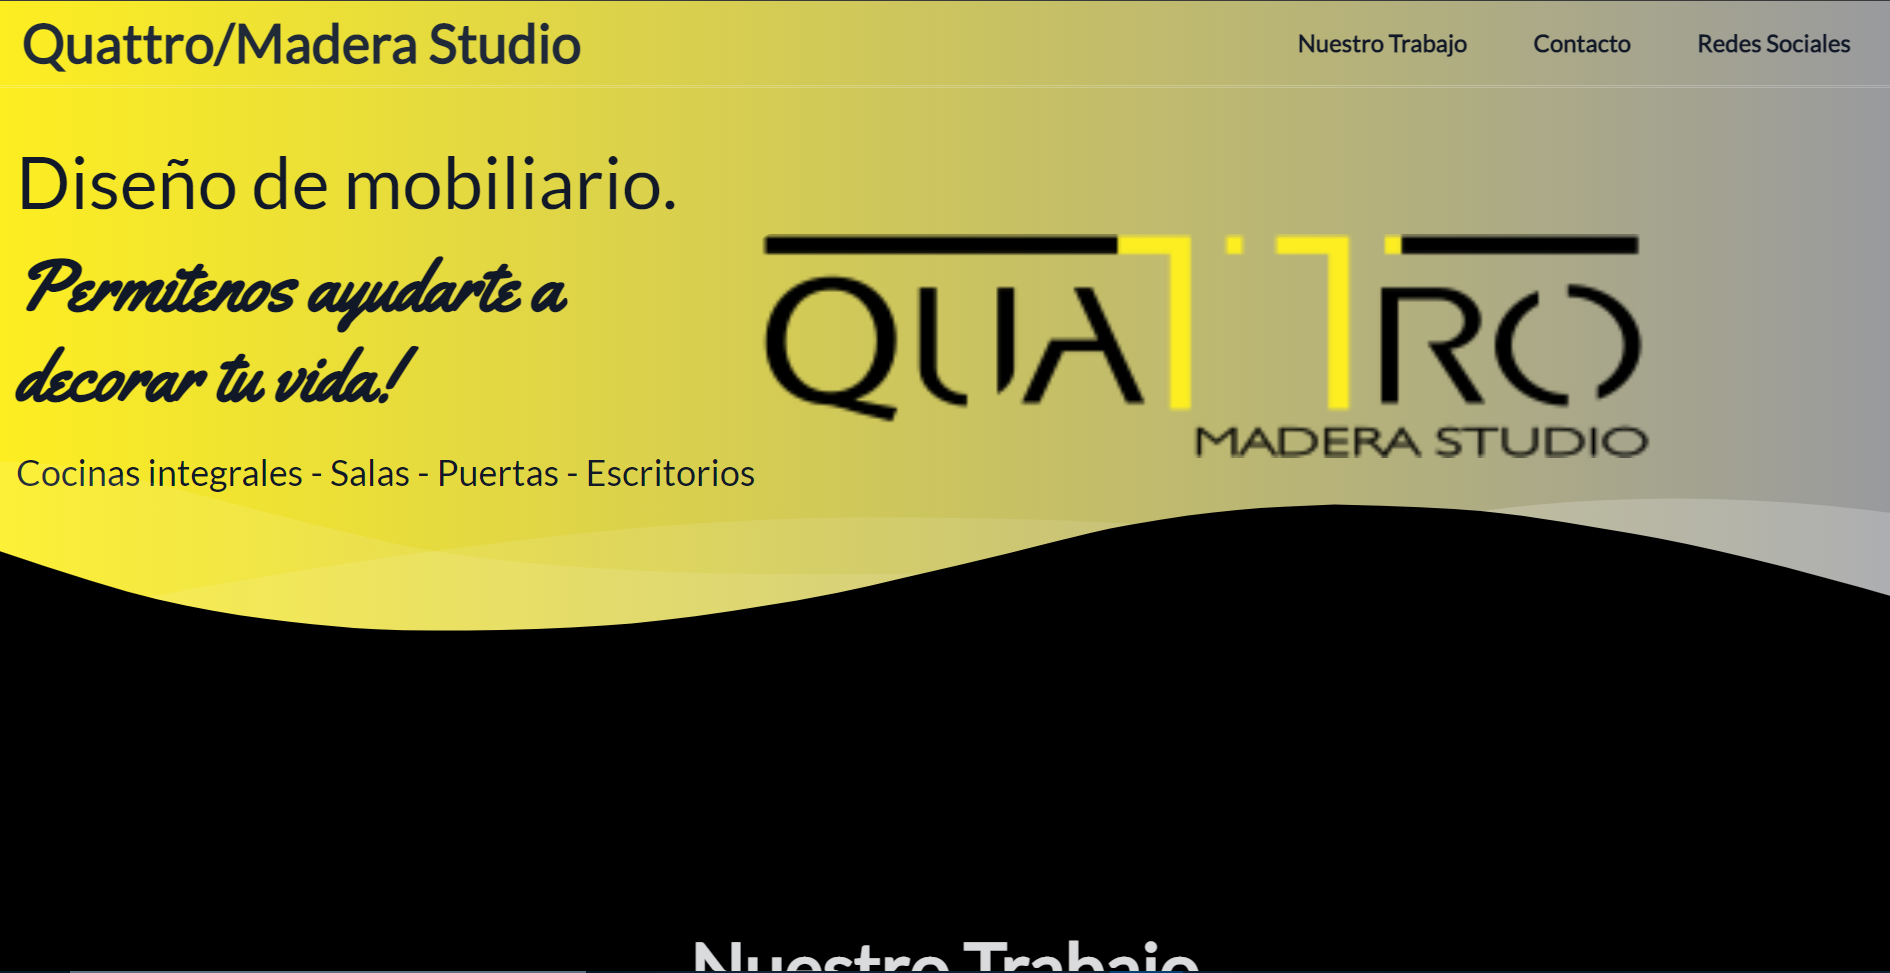 Quattro/Madera Studio
Nuestro Trabajo
Contacto
Redes Sociales
Diseño de mobiliario.
Permitenos ayudarte a
decorar tu vida!
Cocinas integrales - Salas - Puertas - Escritorios
QUATTRO
MADERA STUDIO
Nuestro Trabajo